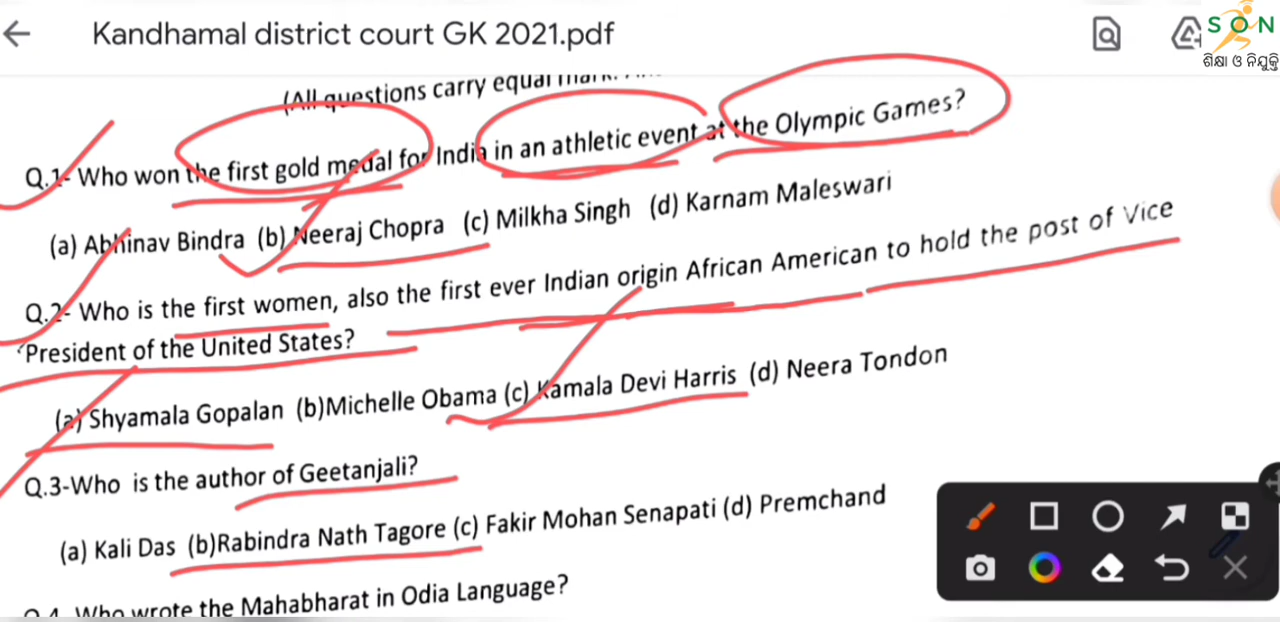 Kandhamal district court GK 2021.pdf
SON
ଶିକ୍ଷା ଓ ନିଯୁକ୍ତି
(All questions carry equal mark.
Q.1- Who won the first gold medal for India in an athletic event at the Olympic Games?
(a) Abhinav Bindra (b) Neeraj Chopra (c) Milkha Singh (d) Karnam Maleswari
Q.2- Who is the first women, also the first ever Indian origin African American to hold the post of Vice
President of the United States?
(a) Shyamala Gopalan (b)Michelle Obama (c) Kamala Devi Harris (d) Neera Tondon
Q.3-Who is the author of Geetanjali?
(a) Kali Das (b)Rabindra Nath Tagore (c) Fakir Mohan Senapati (d) Premchand
Q.4 Who wrote the Mahabharat in Odia Language?